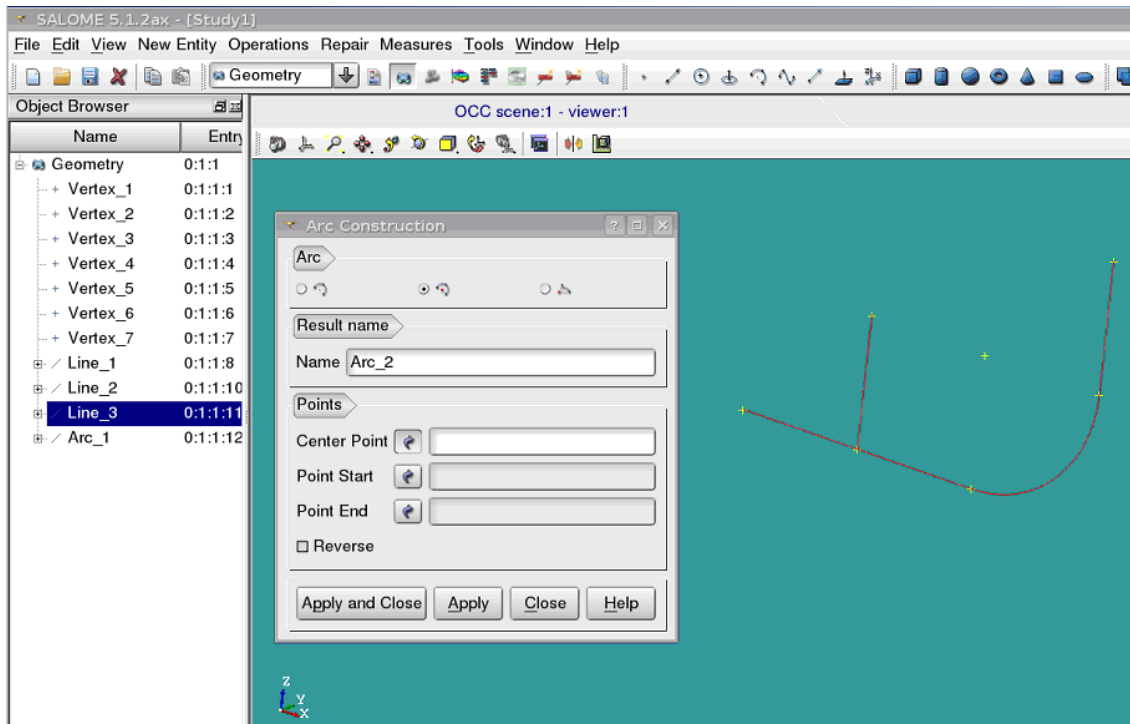 SALOME 5.1.2ax - [Study1]
File Edit View New Entity Operations Repair Measures Tools Window Help
Geometry
Object Browser
OCC scene:1 - viewer:1
Name Entry
Geometry 0:1:1
Vertex_1 0:1:1:1
Vertex_2 0:1:1:2
Vertex_3 0:1:1:3
Vertex_4 0:1:1:4
Vertex_5 0:1:1:5
Vertex_6 0:1:1:6
Vertex_7 0:1:1:7
Line_1 0:1:1:8
Line_2 0:1:1:10
Line_3 0:1:1:11
Arc_1 0:1:1:12
Arc Construction
Arc
Result name
Name Arc_2
Points
Center Point
Point Start
Point End
Reverse
Apply and Close Apply Close Help
Z
Y
X